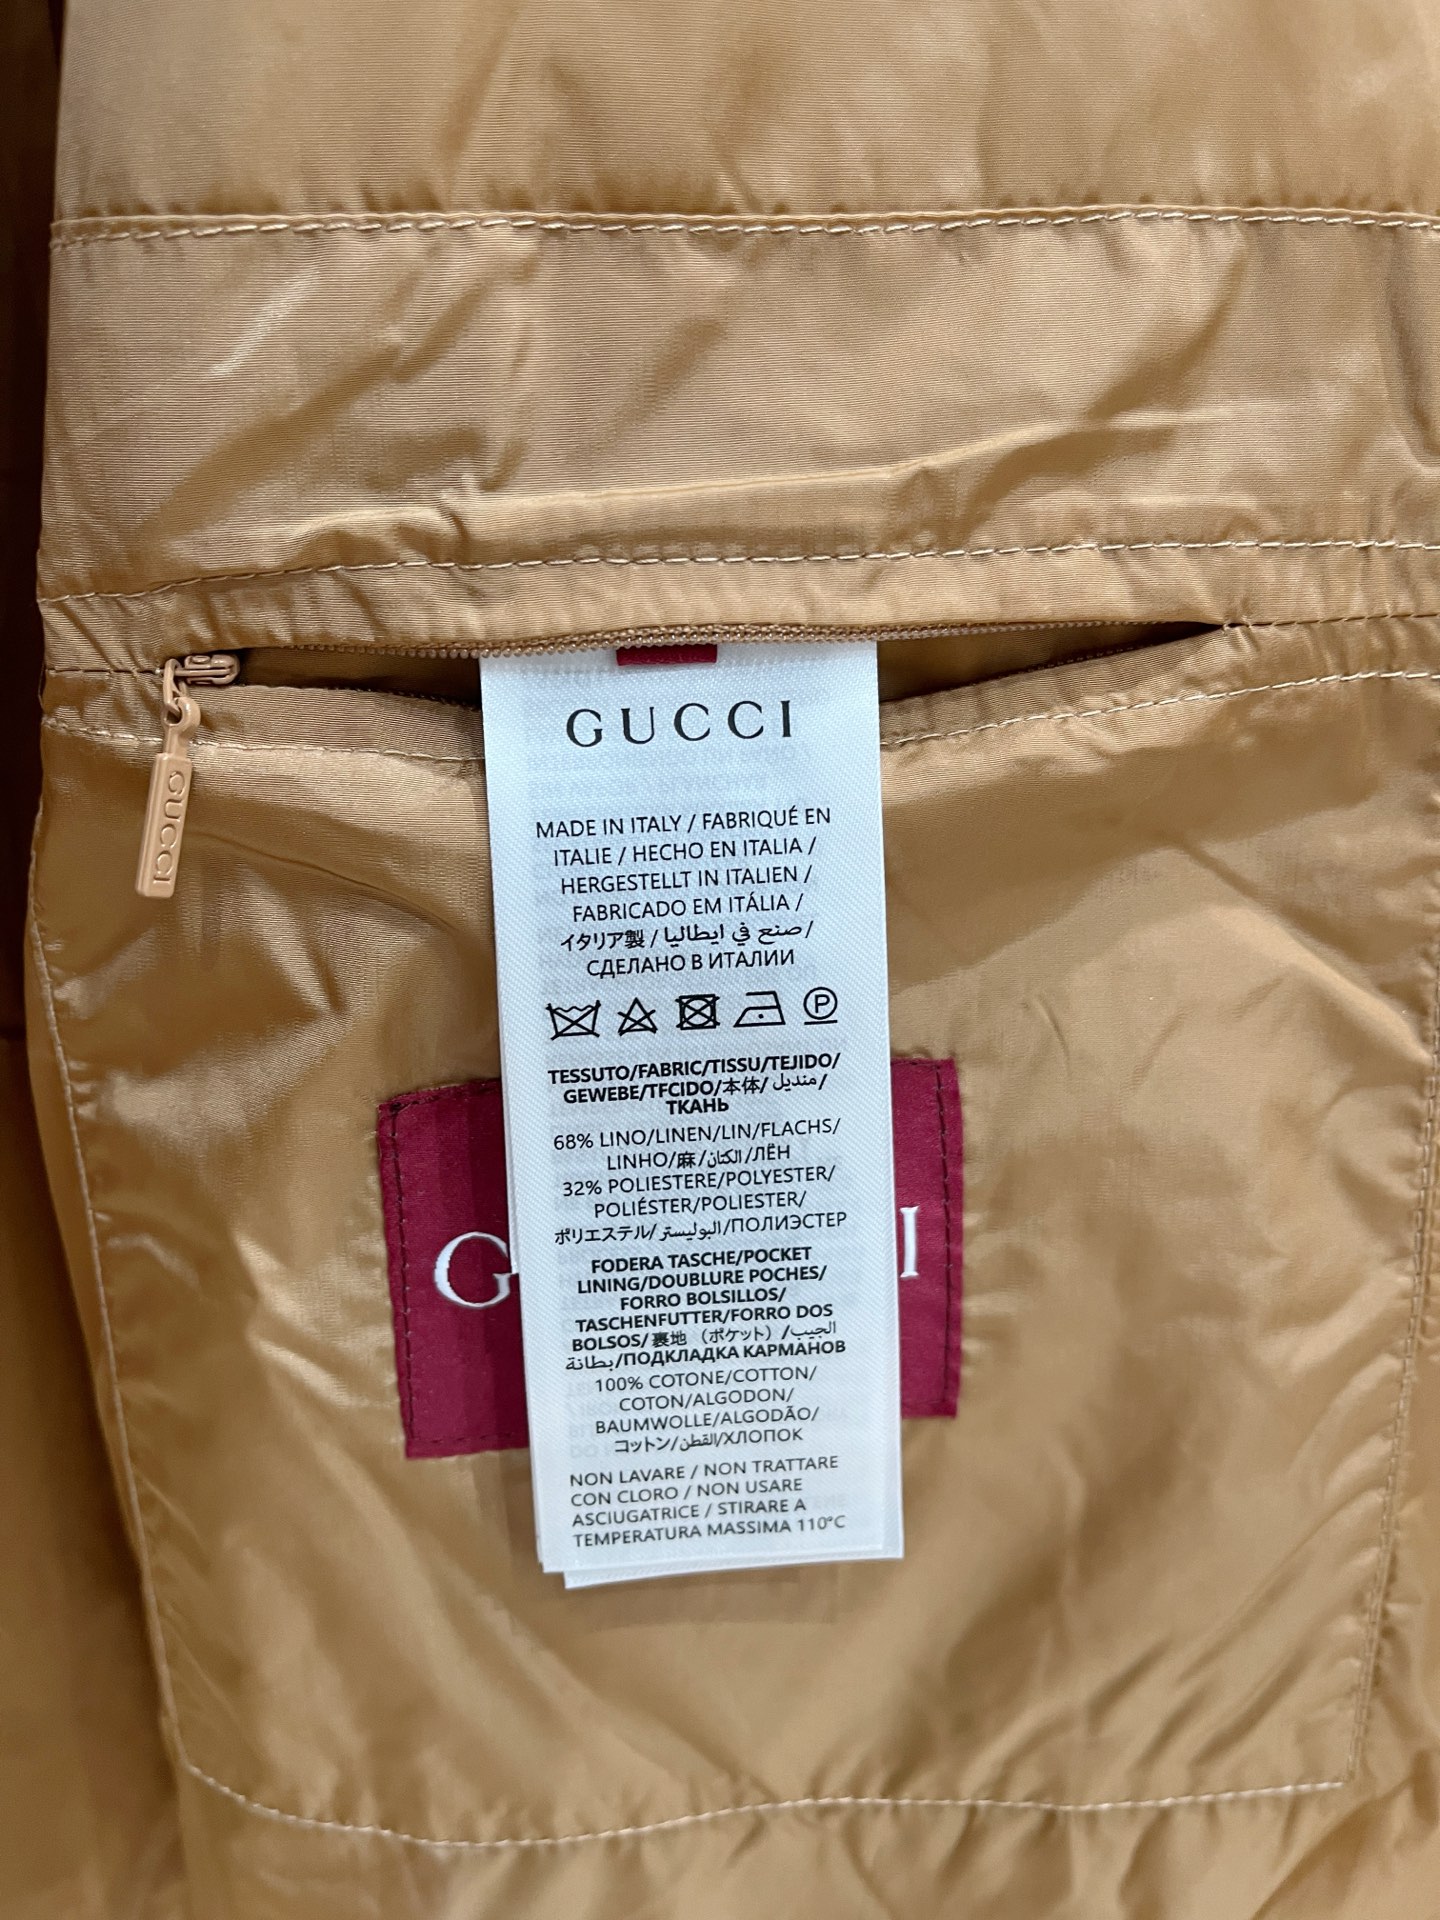 GUCCI
MADE IN ITALY / FABRIQUÉ EN
ITALIE / HECHO EN ITALIA /
HERGESTELLT IN ITALIEN /
FABRICADO EM ITÁLIA /
イタリア製 / صنع في ايطاليا /
СДЕЛАНО В ИТАЛИИ
P
TESSUTO/FABRIC/TISSU/TEJIDO/
GEWEBE/TFCIDO/本体/منديل/
ТКАНЬ
68% LINO/LINEN/LIN/FLACHS/
LINHO/麻/الكتان/ЛЁН
32% POLIESTERE/POLYESTER/
POLIÉSTER/POLIESTER/
ポリエステル/البوليستر/ПОЛИЭСТЕР
FODERA TASCHE/POCKET
LINING/DOUBLURE POCHES/
FORRO BOLSILLOS/
TASCHENFUTTER/FORRO DOS
BOLSOS/裏地（ポケット）/الجيب
بطانة/ПОДКЛАДКА КАРМАНОВ
100% COTONE/COTTON/
COTON/ALGODON/
BAUMWOLLE/ALGODÃO/
コットン/القطن/ХЛОПОК
NON LAVARE / NON TRATTARE
CON CLORO / NON USARE
ASCIUGATRICE / STIRARE A
TEMPERATURA MASSIMA 110°C
GUCCI
G I